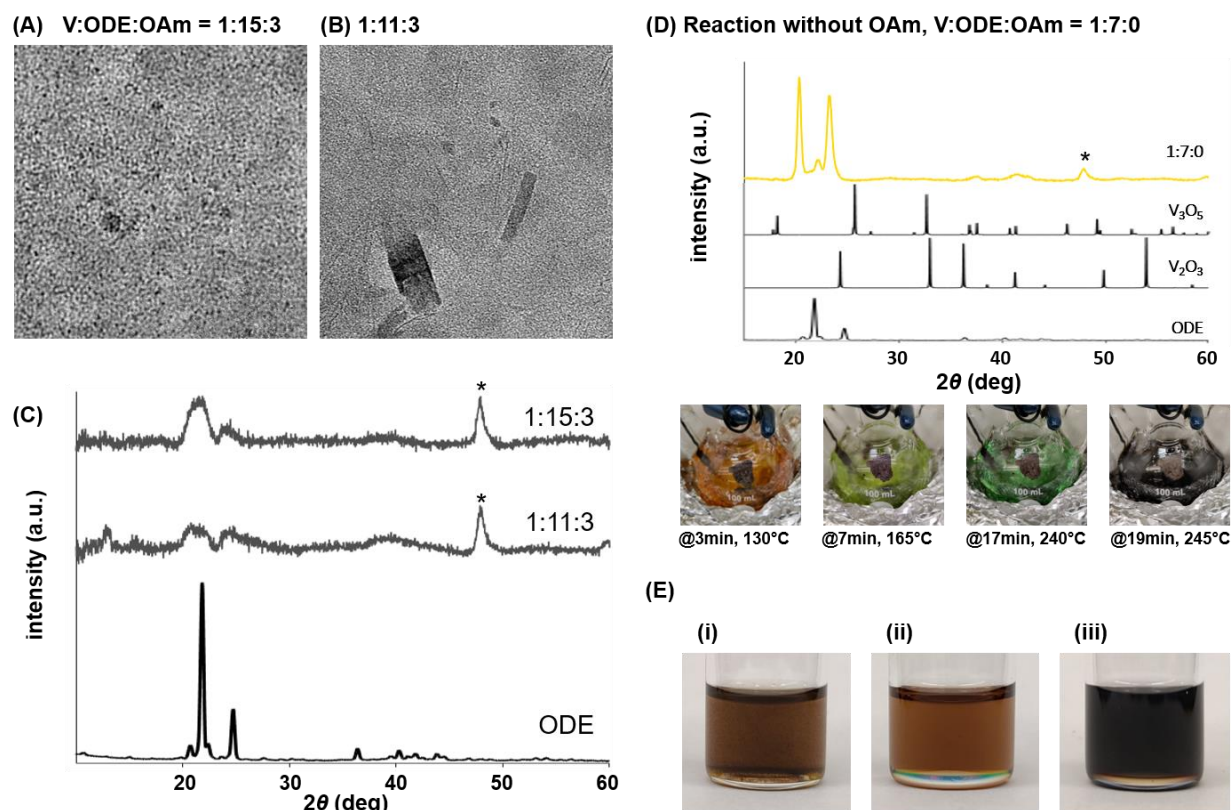 (A) V:ODE:OAm = 1:15:3
(B) 1:11:3
(C)
*
1:15:3
*
1:11:3
ODE
intensity (a.u.)
20 30 40 50 60
2θ (deg)
(D) Reaction without OAm, V:ODE:OAm = 1:7:0
*
1:7:0
V₃O₅
V₂O₃
ODE
intensity (a.u.)
20 30 40 50 60
2θ (deg)
100 mL 100 mL 100 mL 100 mL
@3min, 130°C @7min, 165°C @17min, 240°C @19min, 245°C
(E)
(i) (ii) (iii)